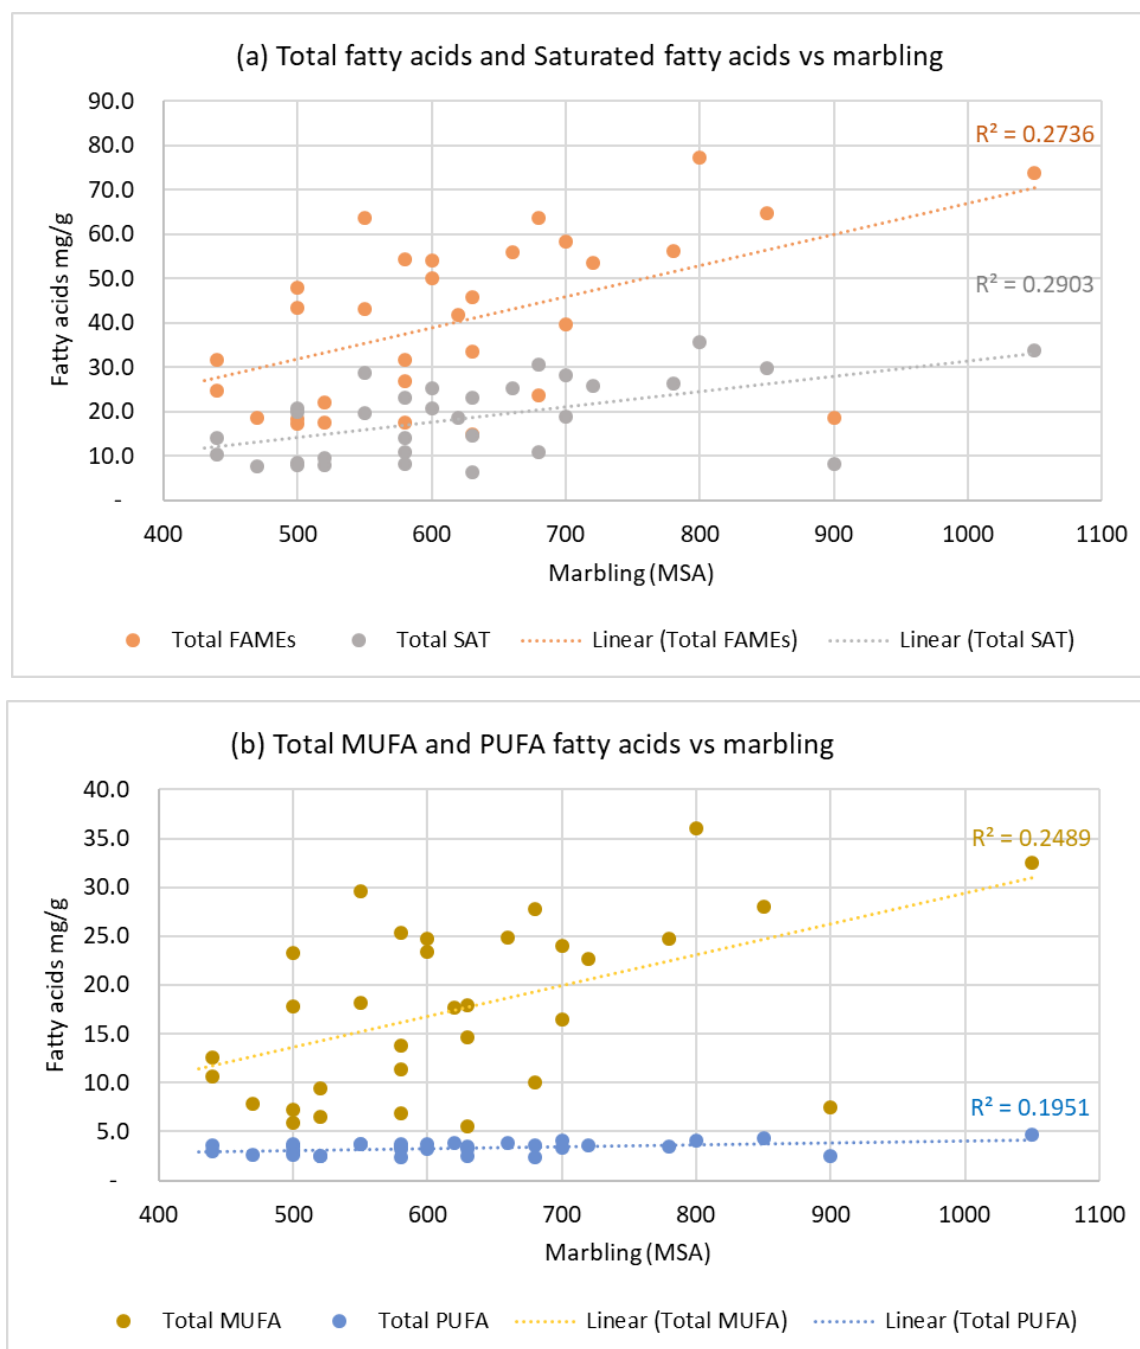 (a) Total fatty acids and Saturated fatty acids vs marbling
90.0
R² = 0.2736
80.0
70.0
60.0
50.0
R² = 0.2903
40.0
30.0
20.0
10.0
-
Fatty acids mg/g
400 500 600 700 800 900 1000 1100
Marbling (MSA)
Total FAMEs Total SAT Linear (Total FAMEs) Linear (Total SAT)
(b) Total MUFA and PUFA fatty acids vs marbling
40.0
35.0
R² = 0.2489
30.0
25.0
20.0
15.0
10.0
R² = 0.1951
5.0
-
Fatty acids mg/g
400 500 600 700 800 900 1000 1100
Marbling (MSA)
Total MUFA Total PUFA Linear (Total MUFA) Linear (Total PUFA)